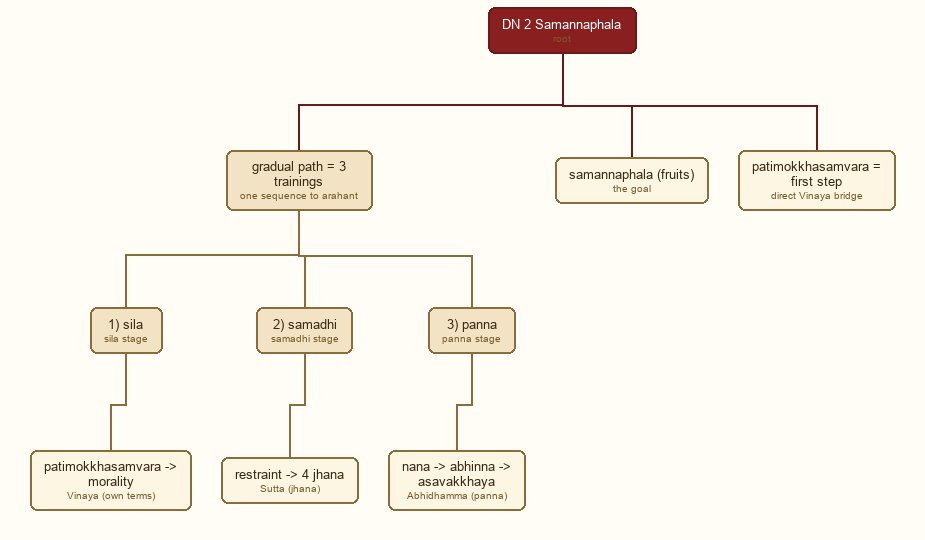 DN 2 Samannaphala
root
gradual path = 3
trainings
one sequence to arahant
samannaphala (fruits)
the goal
patimokkhasamvara =
first step
direct Vinaya bridge
1) sila
sila stage
2) samadhi
samadhi stage
3) panna
panna stage
patimokkhasamvara ->
morality
Vinaya (own terms)
restraint -> 4 jhana
Sutta (jhana)
nana -> abhinna ->
asavakkhaya
Abhidhamma (panna)